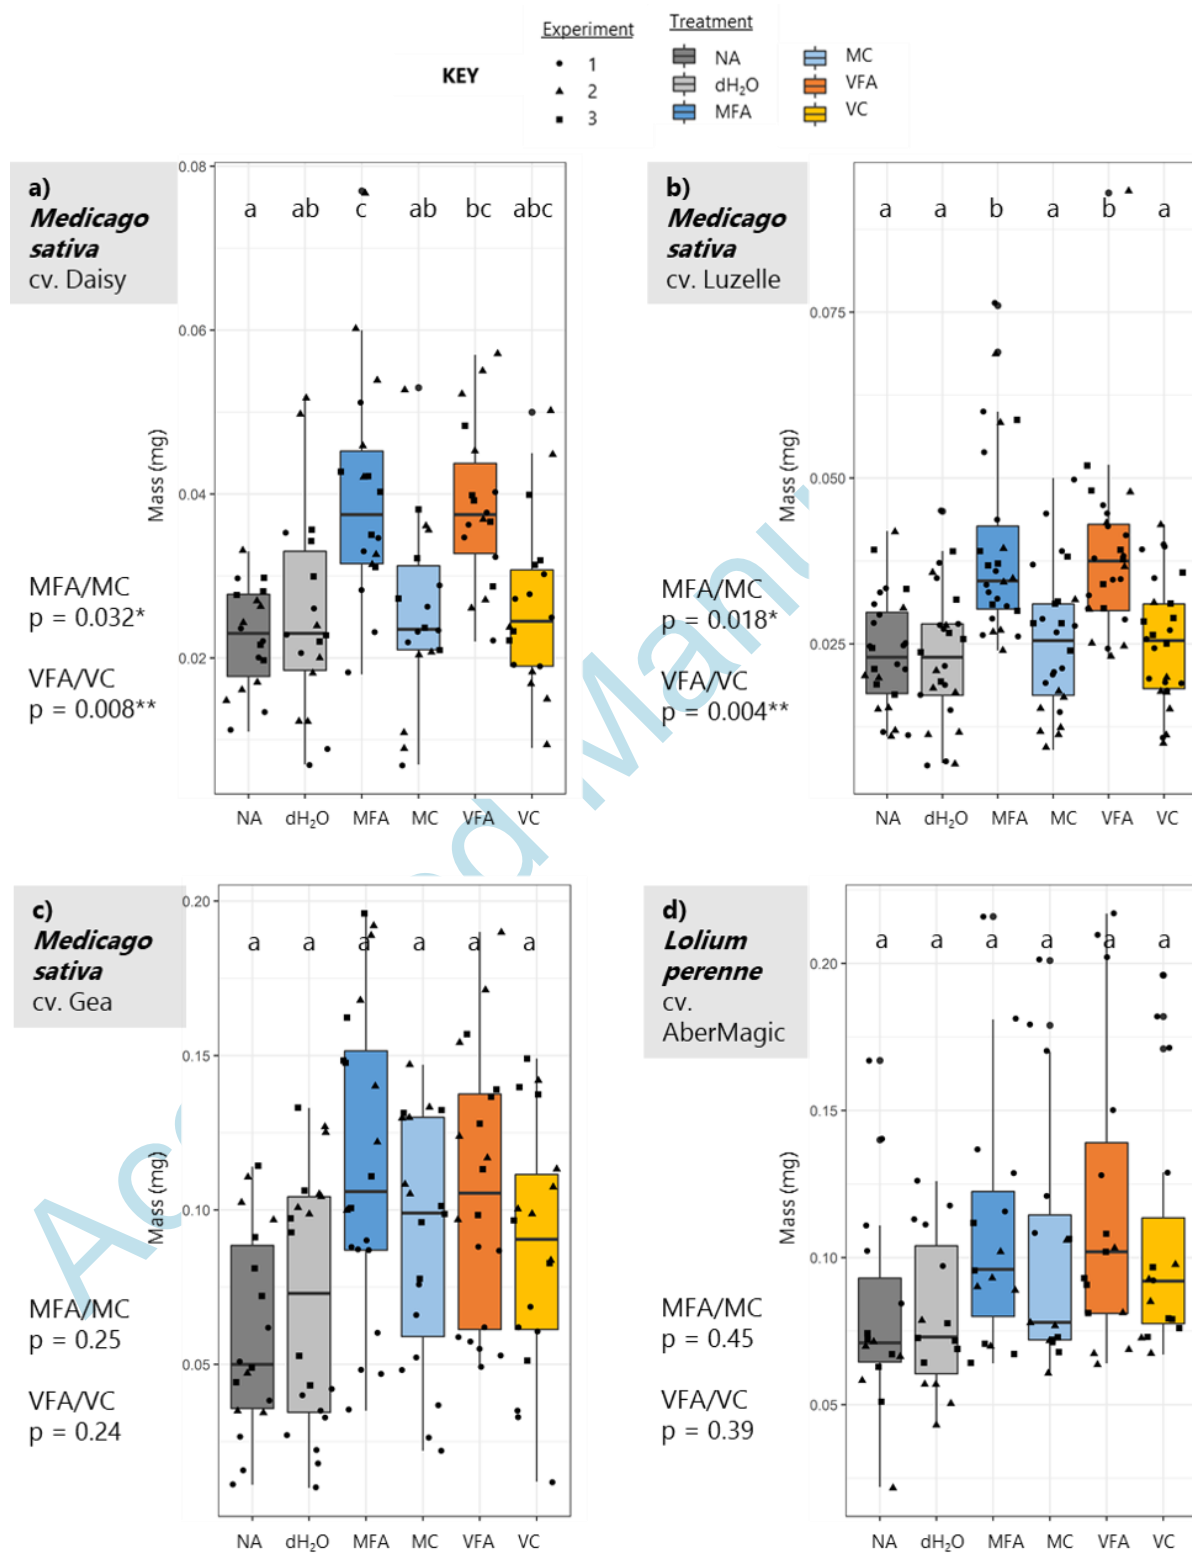 KEY
Experiment
1
2
3
Treatment
NA
dH₂O
MFA
MC
VFA
VC
a)
Medicago
sativa
cv. Daisy
MFA/MC
p = 0.032*
VFA/VC
p = 0.008**
Mass (mg)
0.08
0.06
0.04
0.02
a ab c ab bc abc
NA dH₂O MFA MC VFA VC
b)
Medicago
sativa
cv. Luzelle
MFA/MC
p = 0.018*
VFA/VC
p = 0.004**
Mass (mg)
0.075
0.050
0.025
a a b a b a
NA dH₂O MFA MC VFA VC
c)
Medicago
sativa
cv. Gea
MFA/MC
p = 0.25
VFA/VC
p = 0.24
Mass (mg)
0.20
0.15
0.10
0.05
a a a a a a
NA dH₂O MFA MC VFA VC
d)
Lolium
perenne
cv.
AberMagic
MFA/MC
p = 0.45
VFA/VC
p = 0.39
Mass (mg)
0.20
0.15
0.10
0.05
a a a a a a
NA dH₂O MFA MC VFA VC